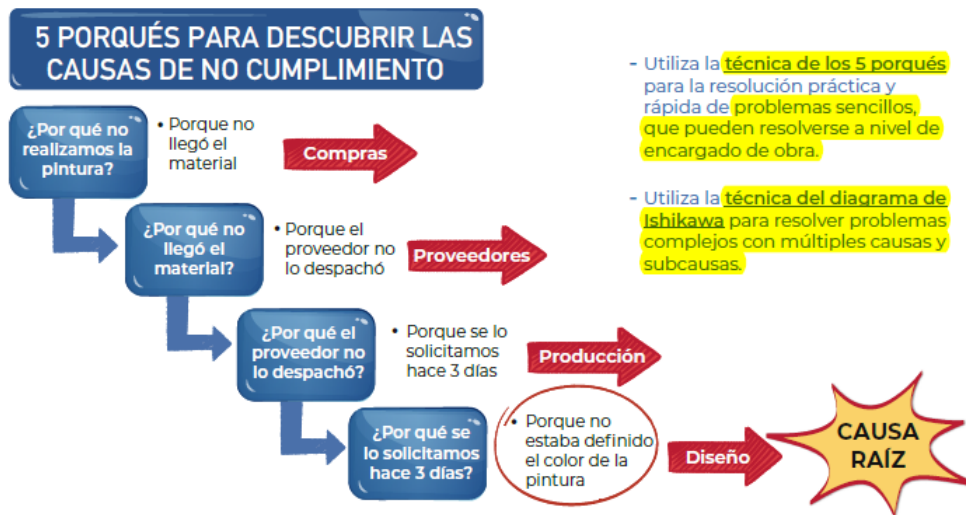 5 PORQUÉS PARA DESCUBRIR LAS
CAUSAS DE NO CUMPLIMIENTO
¿Por qué no
realizamos la
pintura?
• Porque no
llegó el
material
Compras
¿Por qué no
llegó el
material?
• Porque el
proveedor no
lo despachó
Proveedores
¿Por qué el
proveedor no
lo despachó?
• Porque se lo
solicitamos
hace 3 días
Producción
¿Por qué se
lo solicitamos
hace 3 días?
• Porque no
estaba definido
el color de la
pintura
Diseño
CAUSA
RAÍZ
- Utiliza la técnica de los 5 porqués
para la resolución práctica y
rápida de problemas sencillos,
que pueden resolverse a nivel de
encargado de obra.
- Utiliza la técnica del diagrama de
Ishikawa para resolver problemas
complejos con múltiples causas y
subcausas.